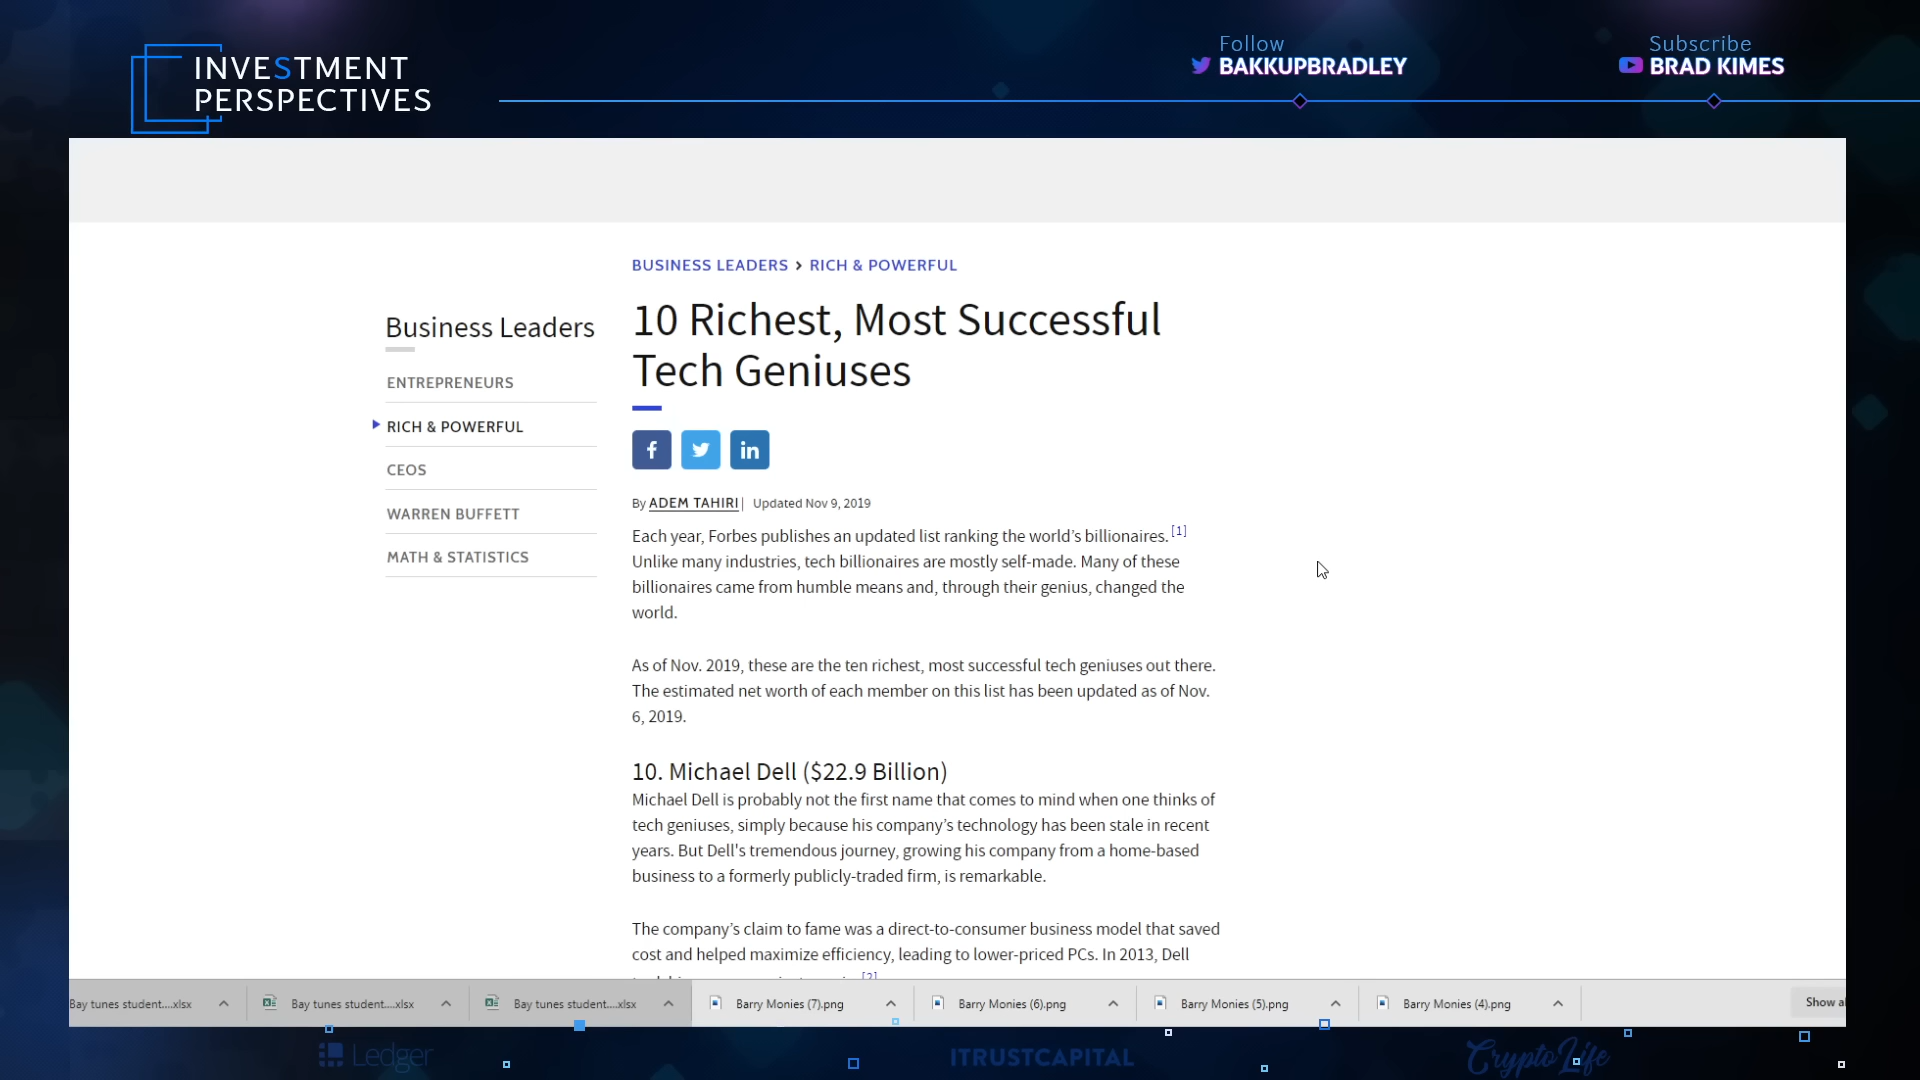 INVESTMENT
PERSPECTIVES
Follow
BAKKUPBRADLEY
Subscribe
BRAD KIMES
BUSINESS LEADERS > RICH & POWERFUL
10 Richest, Most Successful
Tech Geniuses
Business Leaders
ENTREPRENEURS
RICH & POWERFUL
CEOS
WARREN BUFFETT
MATH & STATISTICS
By ADEM TAHIRI | Updated Nov 9, 2019
Each year, Forbes publishes an updated list ranking the world's billionaires. [1]
Unlike many industries, tech billionaires are mostly self-made. Many of these
billionaires came from humble means and, through their genius, changed the
world.
As of Nov. 2019, these are the ten richest, most successful tech geniuses out there.
The estimated net worth of each member on this list has been updated as of Nov.
6, 2019.
10. Michael Dell ($22.9 Billion)
Michael Dell is probably not the first name that comes to mind when one thinks of
tech geniuses, simply because his company's technology has been stale in recent
years. But Dell's tremendous journey, growing his company from a home-based
business to a formerly publicly-traded firm, is remarkable.
The company's claim to fame was a direct-to-consumer business model that saved
cost and helped maximize efficiency, leading to lower-priced PCs. In 2013, Dell
[2]
Bay tunes student....xlsx
Bay tunes student....xlsx
Bay tunes student....xlsx
Barry Monies (7).png
Barry Monies (6).png
Barry Monies (5).png
Barry Monies (4).png
Show al
Ledger
ITRUSTCAPITAL
CryptoLife